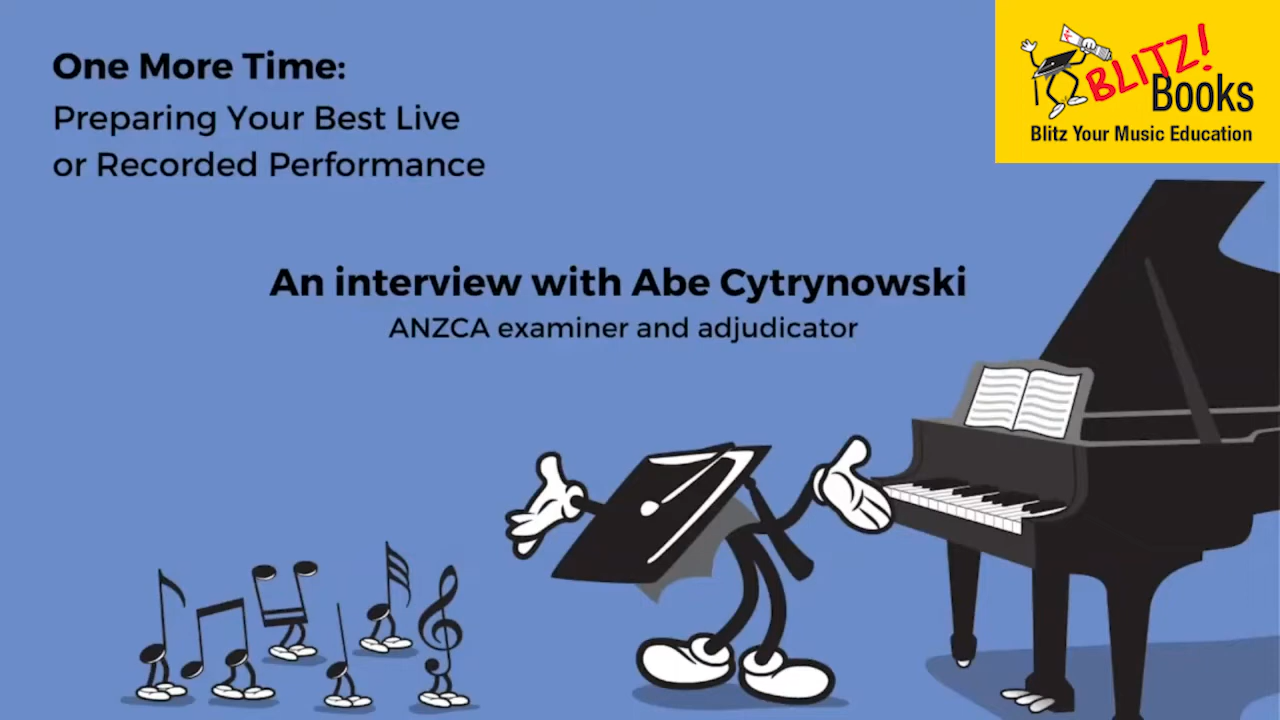 One More Time:
Preparing Your Best Live
or Recorded Performance
A+
BLITZ!
Books
Blitz Your Music Education
An interview with Abe Cytrynowski
ANZCA examiner and adjudicator